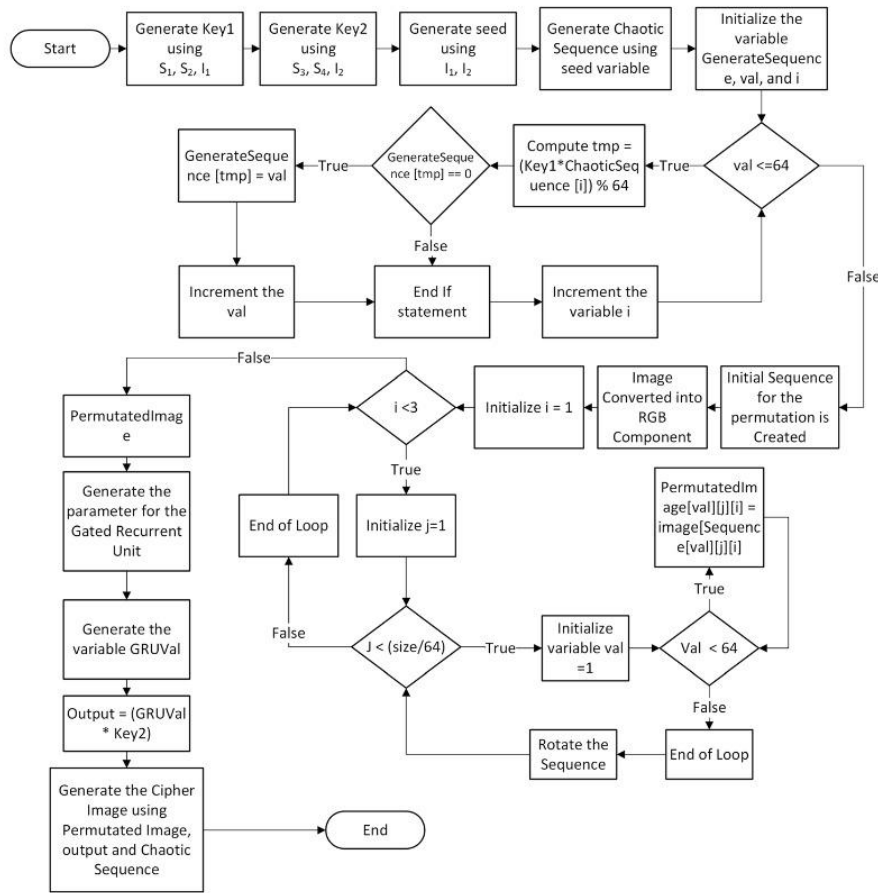 Start
Generate Key1
using
S1, S2, I1
Generate Key2
using
S3, S4, I2
Generate seed
using
I1, I2
Generate Chaotic
Sequence using
seed variable
Initialize the
variable
GenerateSequenc
e, val, and i
val <=64
True
False
Compute tmp =
(Key1*ChaoticSeq
uence [i]) % 64
GenerateSeque
nce [tmp] == 0
True
False
GenerateSeque
nce [tmp] = val
Increment the
val
End If
statement
Increment the
variable i
Initial Sequence
for the
permutation is
Created
Image
Converted into
RGB
Component
Initialize i = 1
i <3
False
True
Initialize j=1
End of Loop
J < (size/64)
False
True
Initialize
variable val
=1
Val < 64
True
False
PermutatedIm
age[val][j][i] =
image[Sequenc
e[val][j][i]
End of Loop
Rotate the
Sequence
PermutatedImag
e
Generate the
parameter for the
Gated Recurrent
Unit
Generate the
variable GRUVal
Output = (GRUVal
* Key2)
Generate the Cipher
Image using
Permutated Image,
output and Chaotic
Sequence
End